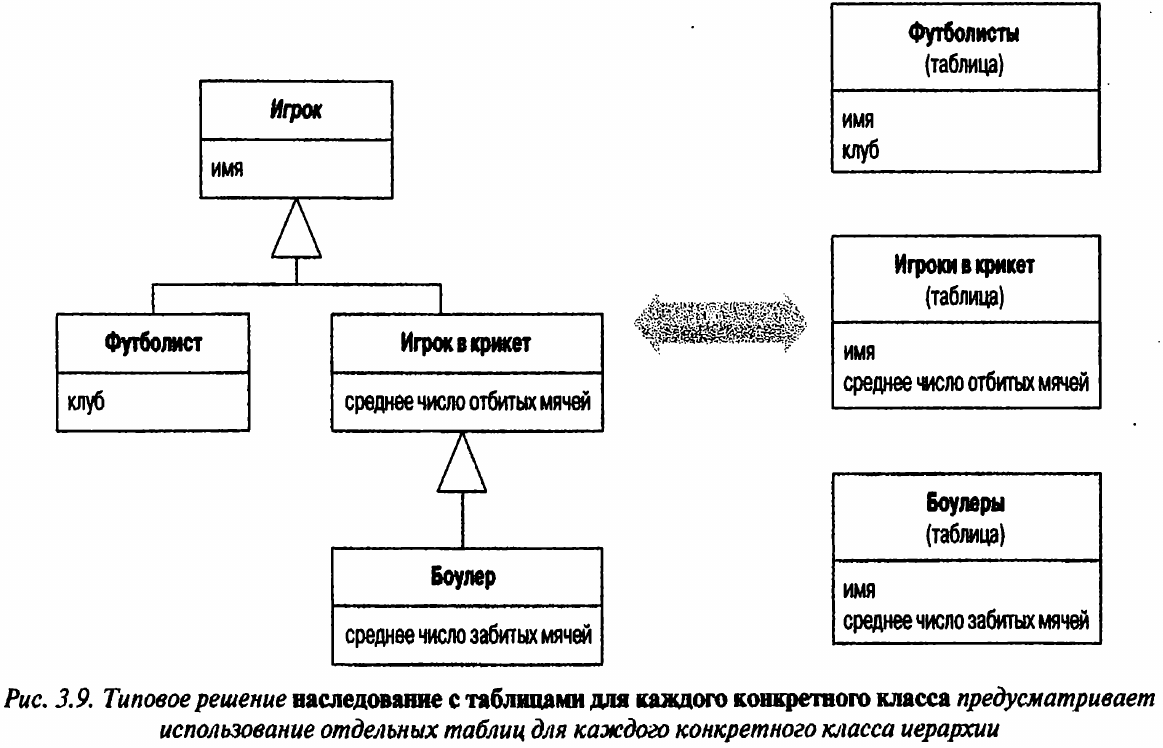 Игрок
имя
Футболист
клуб
Игрок в крикет
среднее число отбитых мячей
Боулер
среднее число забитых мячей
Футболисты
(таблица)
имя
клуб
Игроки в крикет
(таблица)
имя
среднее число отбитых мячей
Боулеры
(таблица)
имя
среднее число забитых мячей
Рис. 3.9. Типовое решение наследование с таблицами для каждого конкретного класса предусматривает
использование отдельных таблиц для каждого конкретного класса иерархии